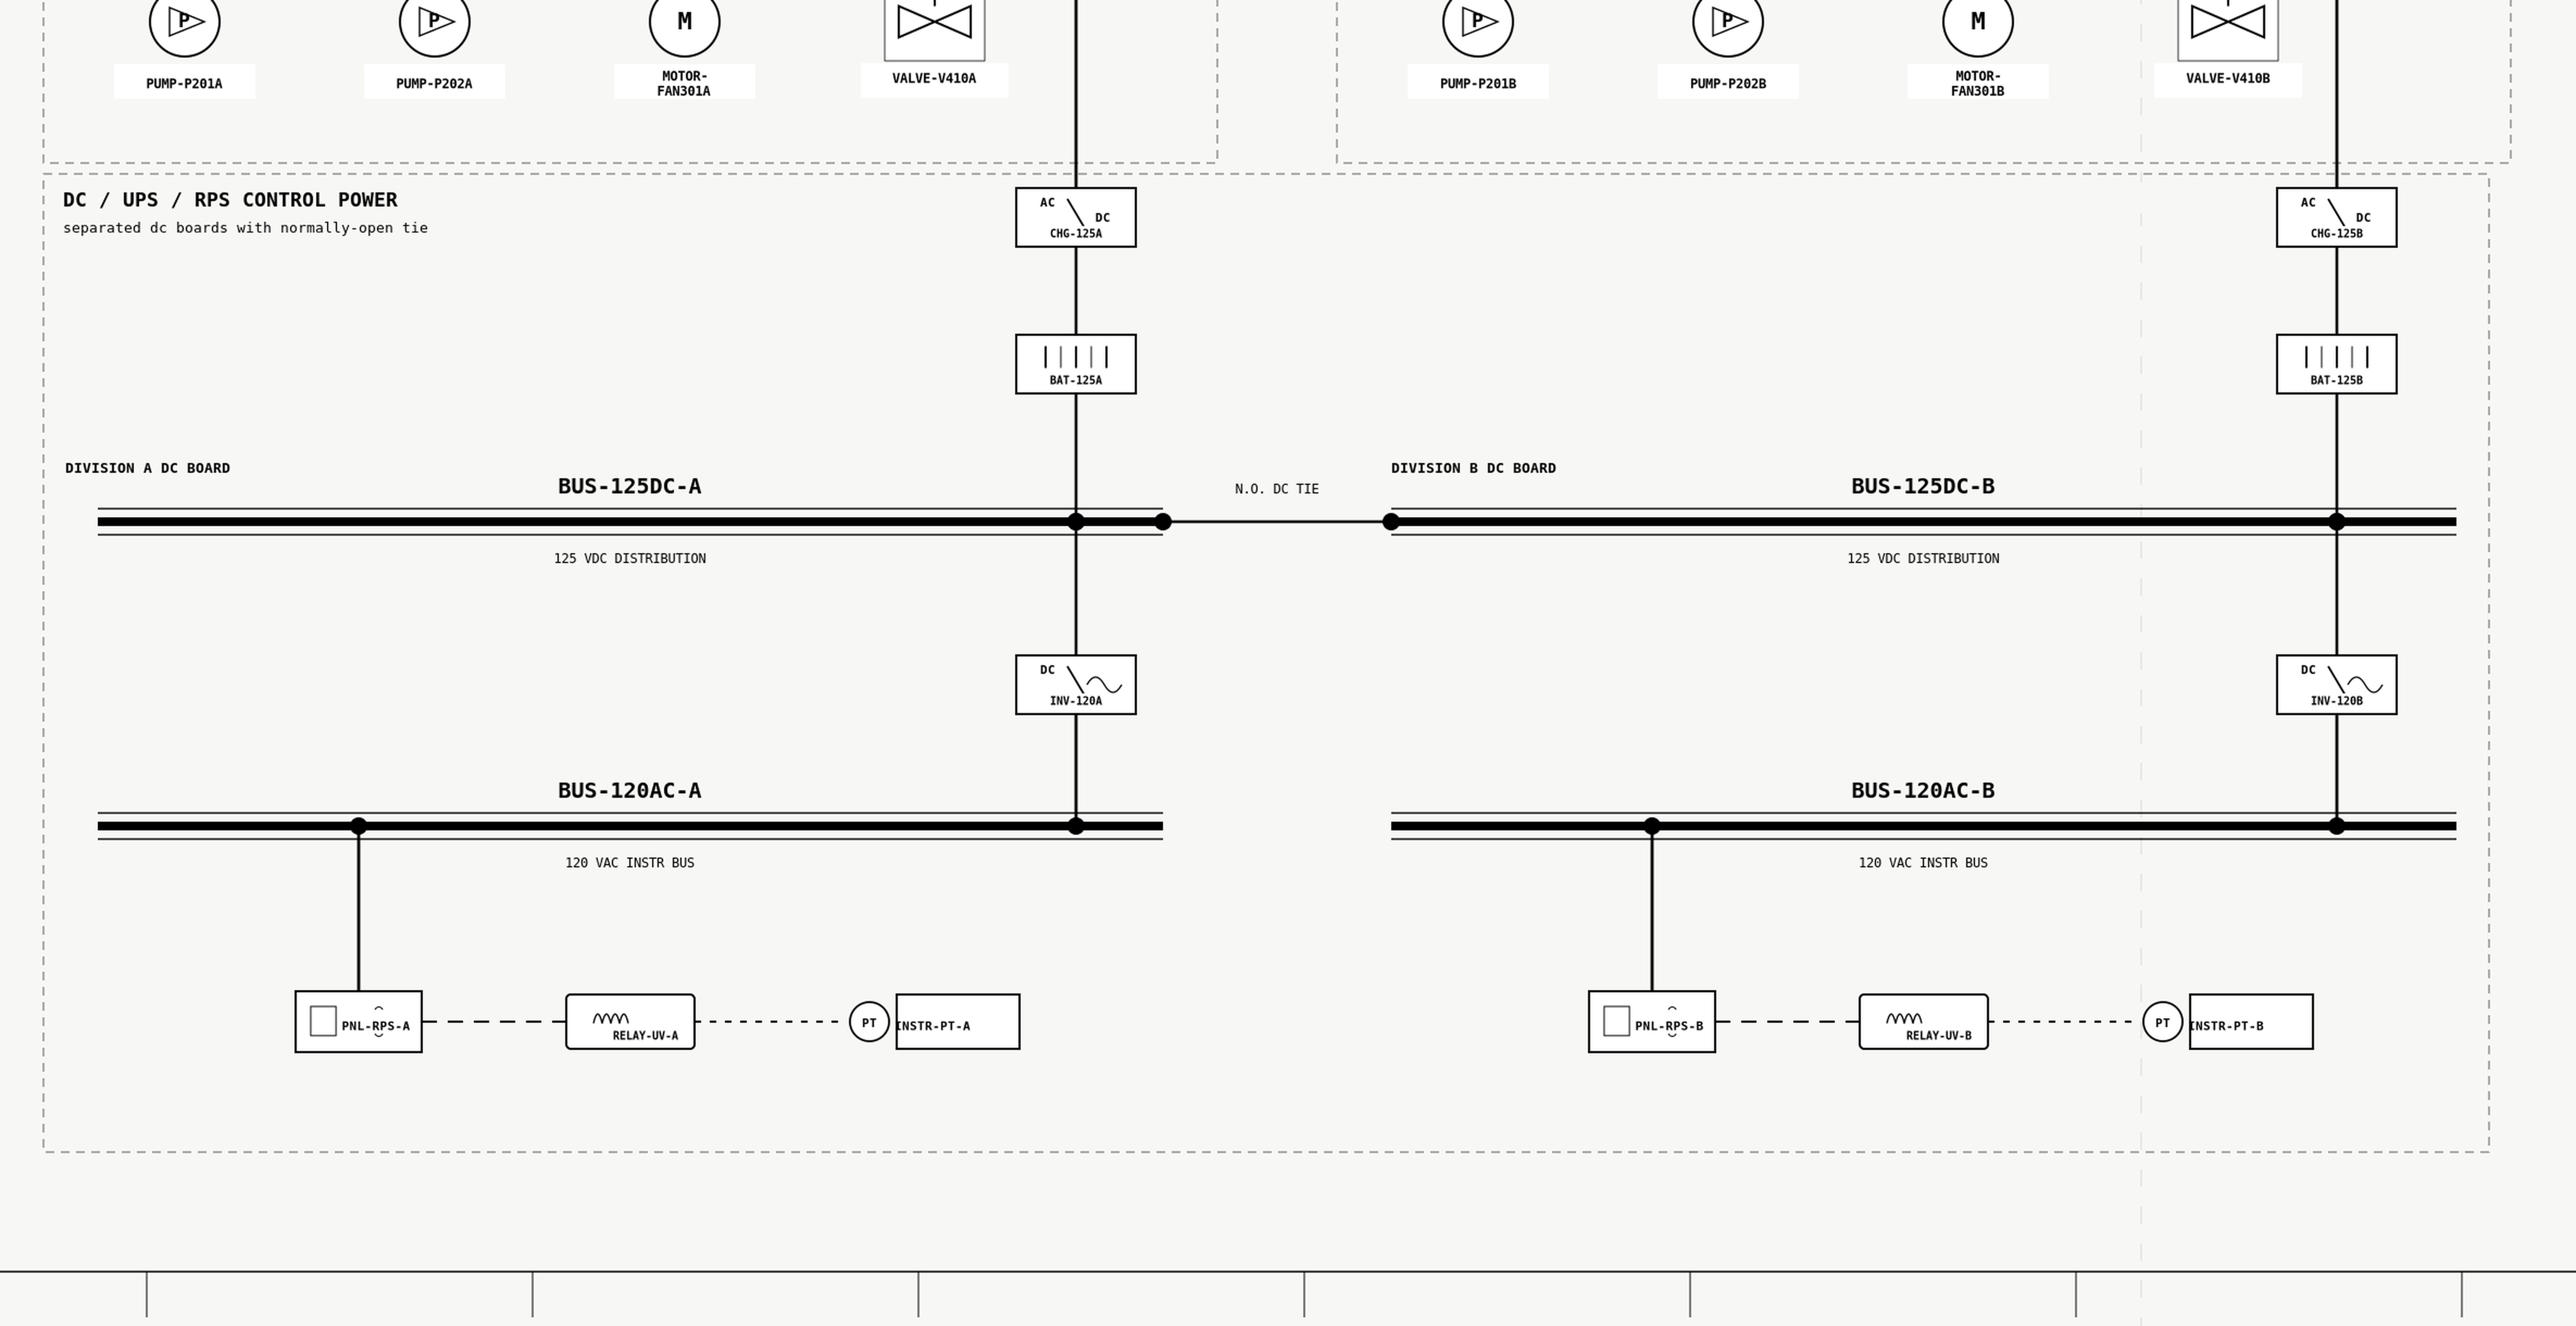 P
P
M
P
P
M
PUMP-P201A
PUMP-P202A
MOTOR-
FAN301A
VALVE-V410A
PUMP-P201B
PUMP-P202B
MOTOR-
FAN301B
VALVE-V410B
DC / UPS / RPS CONTROL POWER
separated dc boards with normally-open tie
AC
DC
CHG-125A
AC
DC
CHG-125B
BAT-125A
BAT-125B
DIVISION A DC BOARD
BUS-125DC-A
125 VDC DISTRIBUTION
N.O. DC TIE
DIVISION B DC BOARD
BUS-125DC-B
125 VDC DISTRIBUTION
DC
INV-120A
DC
INV-120B
BUS-120AC-A
120 VAC INSTR BUS
BUS-120AC-B
120 VAC INSTR BUS
PNL-RPS-A
RELAY-UV-A
PT
INSTR-PT-A
PNL-RPS-B
RELAY-UV-B
PT
INSTR-PT-B